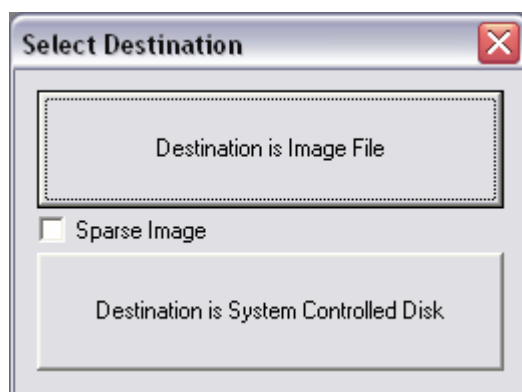 Select Destination
Destination is Image File
Sparse Image
Destination is System Controlled Disk